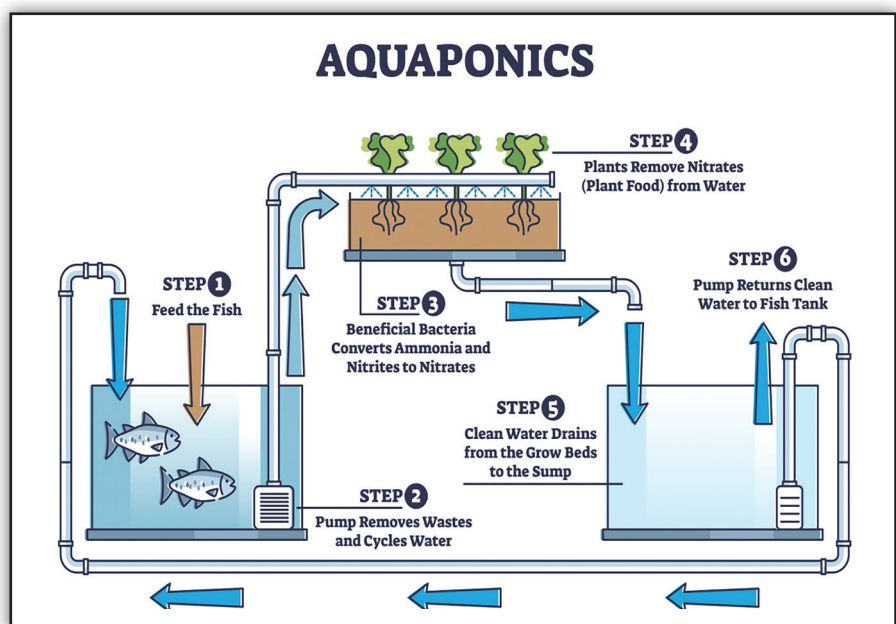 AQUAPONICS
STEP 1
Feed the Fish
STEP 2
Pump Removes Wastes
and Cycles Water
STEP 3
Beneficial Bacteria
Converts Ammonia and
Nitrites to Nitrates
STEP 4
Plants Remove Nitrates
(Plant Food) from Water
STEP 5
Clean Water Drains
from the Grow Beds
to the Sump
STEP 6
Pump Returns Clean
Water to Fish Tank